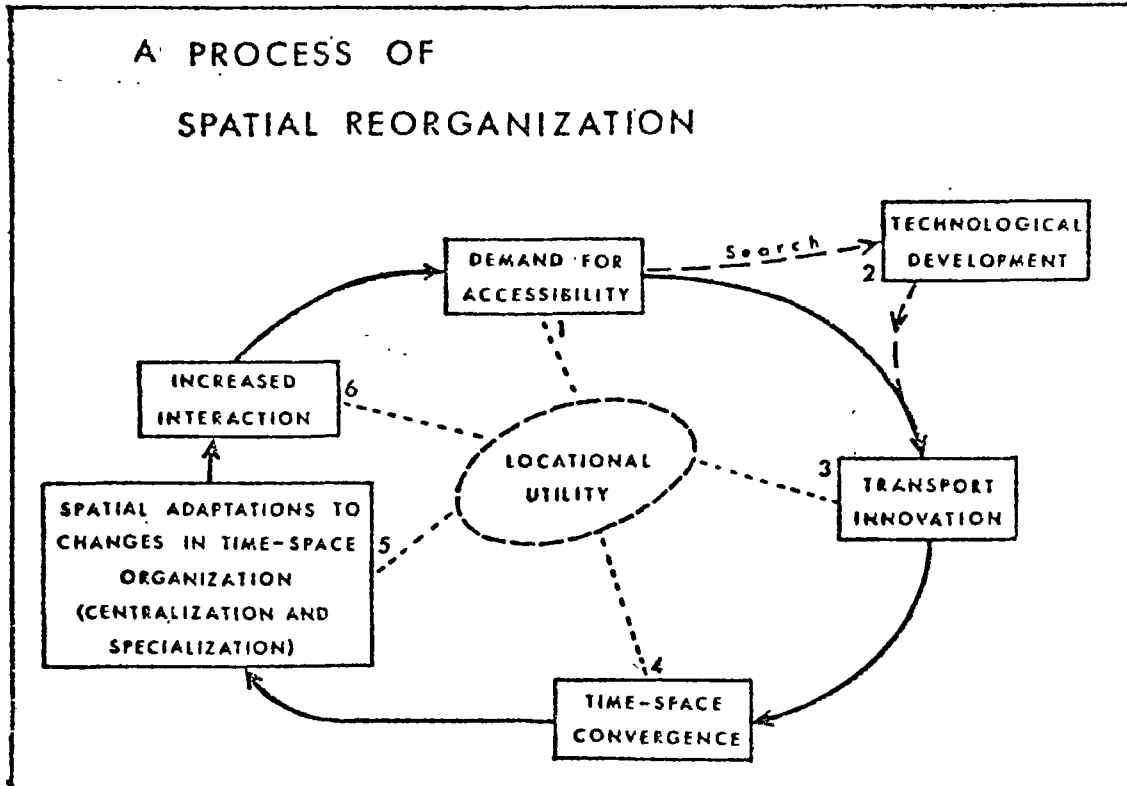 A PROCESS OF
SPATIAL REORGANIZATION
DEMAND FOR
ACCESSIBILITY
1
Search
TECHNOLOGICAL
DEVELOPMENT
2
INCREASED
INTERACTION
6
LOCATIONAL
UTILITY
3
TRANSPORT
INNOVATION
SPATIAL ADAPTATIONS TO
CHANGES IN TIME-SPACE
ORGANIZATION
(CENTRALIZATION AND
SPECIALIZATION)
5
4
TIME-SPACE
CONVERGENCE